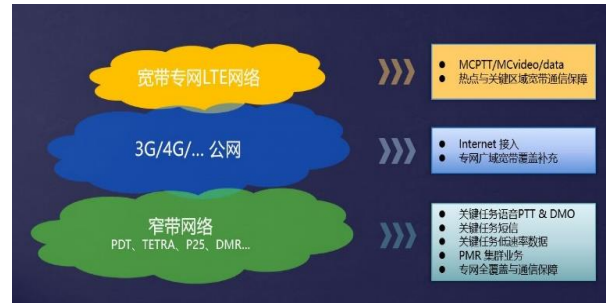 宽带专网LTE网络
● MCPTT/MCvideo/data
● 热点与关键区域宽带通信保障
3G/4G/... 公网
● Internet 接入
● 专网广域宽带覆盖补充
窄带网络
PDT、TETRA、P25、DMR...
● 关键任务语音PTT & DMO
● 关键任务短信
● 关键任务低速率数据
● PMR 集群业务
● 专网全覆盖与通信保障